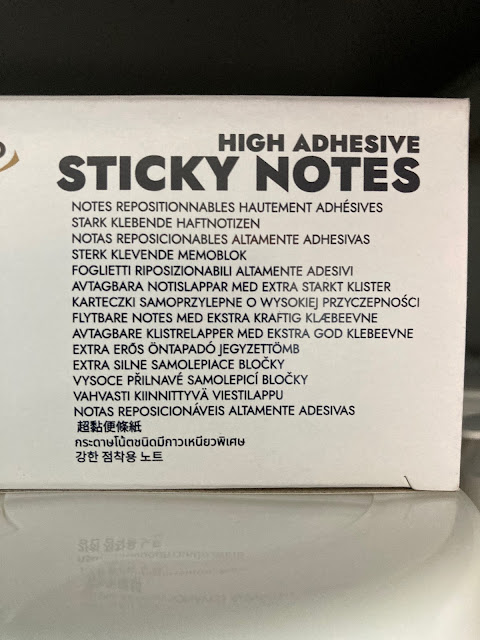 HIGH ADHESIVE
STICKY NOTES
NOTES REPOSITIONNABLES HAUTEMENT ADHÉSIVES
STARK KLEBENDE HAFTNOTIZEN
NOTAS REPOSICIONABLES ALTAMENTE ADHESIVAS
STERK KLEVENDE MEMOBLOK
FOGLIETTI RIPOSIZIONABILI ALTAMENTE ADESIVI
AVTAGBARA NOTISLAPPAR MED EXTRA STARKT KLISTER
KARTECZKI SAMOPRZYLEPNE O WYSOKIEJ PRZYCZEPNOŚCI
FLYTBARE NOTES MED EKSTRA KRAFTIG KLÆBEEVNE
AVTAGBARE KLISTRELAPPER MED EKSTRA GOD KLEBEEVNE
EXTRA ERŐS ÖNTAPADÓ JEGYZETTÖMB
EXTRA SILNE SAMOLEPIACE BLOČKY
VYSOCE PŘILNAVÉ SAMOLEPICÍ BLOČKY
VAHVASTI KIINNITTYVÄ VIESTILAPPU
NOTAS REPOSICIONÁVEIS ALTAMENTE ADESIVAS
超黏便條紙
กระดาษโน้ตชนิดมีกาวเหนียวพิเศษ
강한 점착용 노트